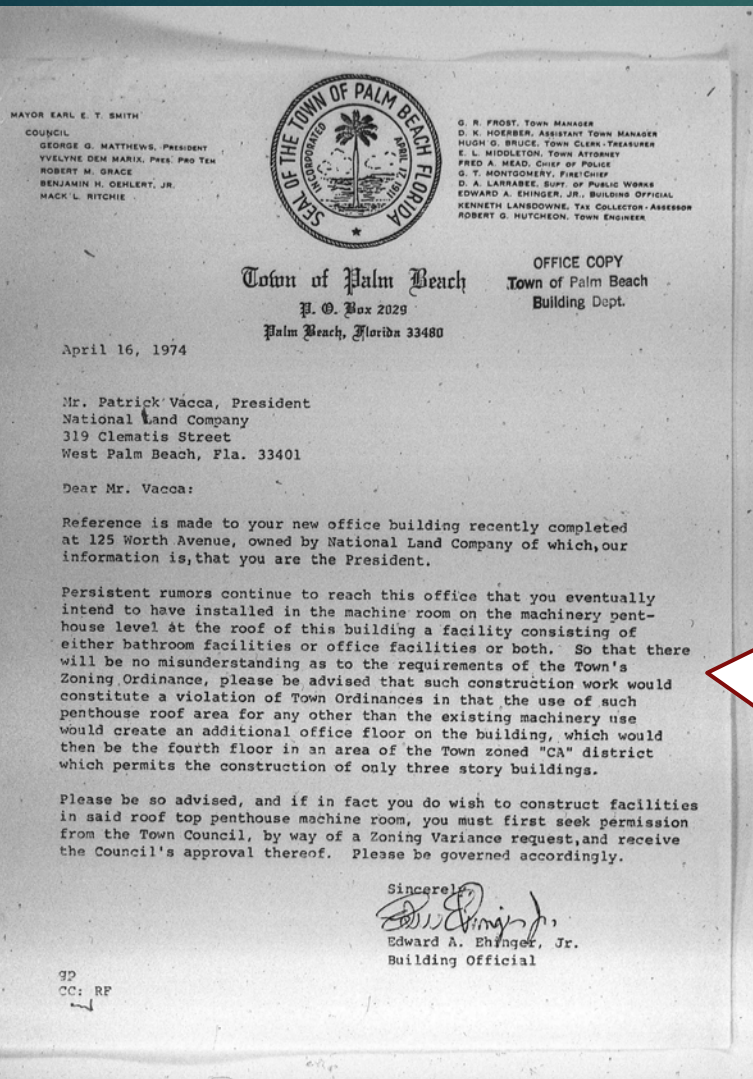 MAYOR EARL E. T. SMITH
COUNCIL
GEORGE G. MATTHEWS, PRESIDENT
YVELYNE DEM MARIX, PRES. PRO TEM
ROBERT M. GRACE
BENJAMIN H. OEHLERT, JR.
MACK L. RITCHIE
SEAL OF THE TOWN OF PALM BEACH FLORIDA
INCORPORATED APRIL 17, 1911
G. R. FROST, TOWN MANAGER
D. K. HOERBER, ASSISTANT TOWN MANAGER
HUGH G. BRUCE, TOWN CLERK-TREASURER
E. L. MIDDLETON, TOWN ATTORNEY
FRED A. MEAD, CHIEF OF POLICE
G. T. MONTGOMERY, FIRE CHIEF
D. A. LARRABEE, SUPT. OF PUBLIC WORKS
EDWARD A. EHINGER, JR., BUILDING OFFICIAL
KENNETH LANSDOWNE, TAX COLLECTOR-ASSESSOR
ROBERT G. HUTCHEON, TOWN ENGINEER
Town of Palm Beach
P. O. Box 2029
Palm Beach, Florida 33480
OFFICE COPY
Town of Palm Beach
Building Dept.
April 16, 1974
Mr. Patrick Vacca, President
National Land Company
319 Clematis Street
West Palm Beach, Fla. 33401
Dear Mr. Vacca:
Reference is made to your new office building recently completed
at 125 Worth Avenue, owned by National Land Company of which, our
information is, that you are the President.
Persistent rumors continue to reach this office that you eventually
intend to have installed in the machine room on the machinery pent-
house level at the roof of this building a facility consisting of
either bathroom facilities or office facilities or both. So that there
will be no misunderstanding as to the requirements of the Town's
Zoning Ordinance, please be advised that such construction work would
constitute a violation of Town Ordinances in that the use of such
penthouse roof area for any other than the existing machinery use
would create an additional office floor on the building, which would
then be the fourth floor in an area of the Town zoned "CA" district
which permits the construction of only three story buildings.
Please be so advised, and if in fact you do wish to construct facilities
in said roof top penthouse machine room, you must first seek permission
from the Town Council, by way of a Zoning Variance request, and receive
the Council's approval thereof. Please be governed accordingly.
Sincerely,
Edward A. Ehinger, Jr.
Building Official
gp
CC: RF